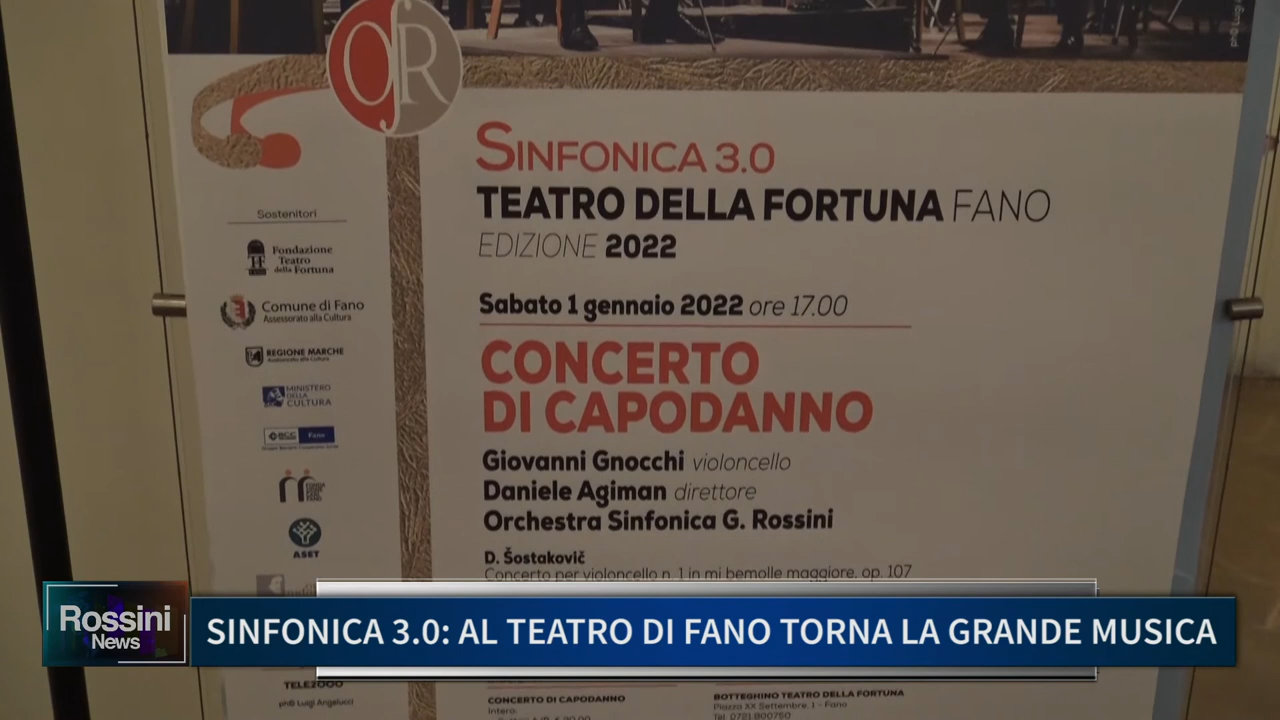 OfR
SINFONICA 3.0
TEATRO DELLA FORTUNA FANO
EDIZIONE 2022
Sabato 1 gennaio 2022 ore 17.00
CONCERTO
DI CAPODANNO
Giovanni Gnocchi violoncello
Daniele Agiman direttore
Orchestra Sinfonica G. Rossini
D. Šostakovič
Concerto per violoncello n. 1 in mi bemolle maggiore, op. 107
Sostenitori
Fondazione
Teatro
della Fortuna
Comune di Fano
Assessorato alla Cultura
REGIONE MARCHE
MINISTERO
DELLA
CULTURA
BCC Fano
ASET
TELE2000
ph© Luigi Angelucci
CONCERTO DI CAPODANNO
BOTTEGHINO TEATRO DELLA FORTUNA
Piazza XX Settembre, 1 - Fano
Tel. 0721 800750
Rossini
News
SINFONICA 3.0: AL TEATRO DI FANO TORNA LA GRANDE MUSICA